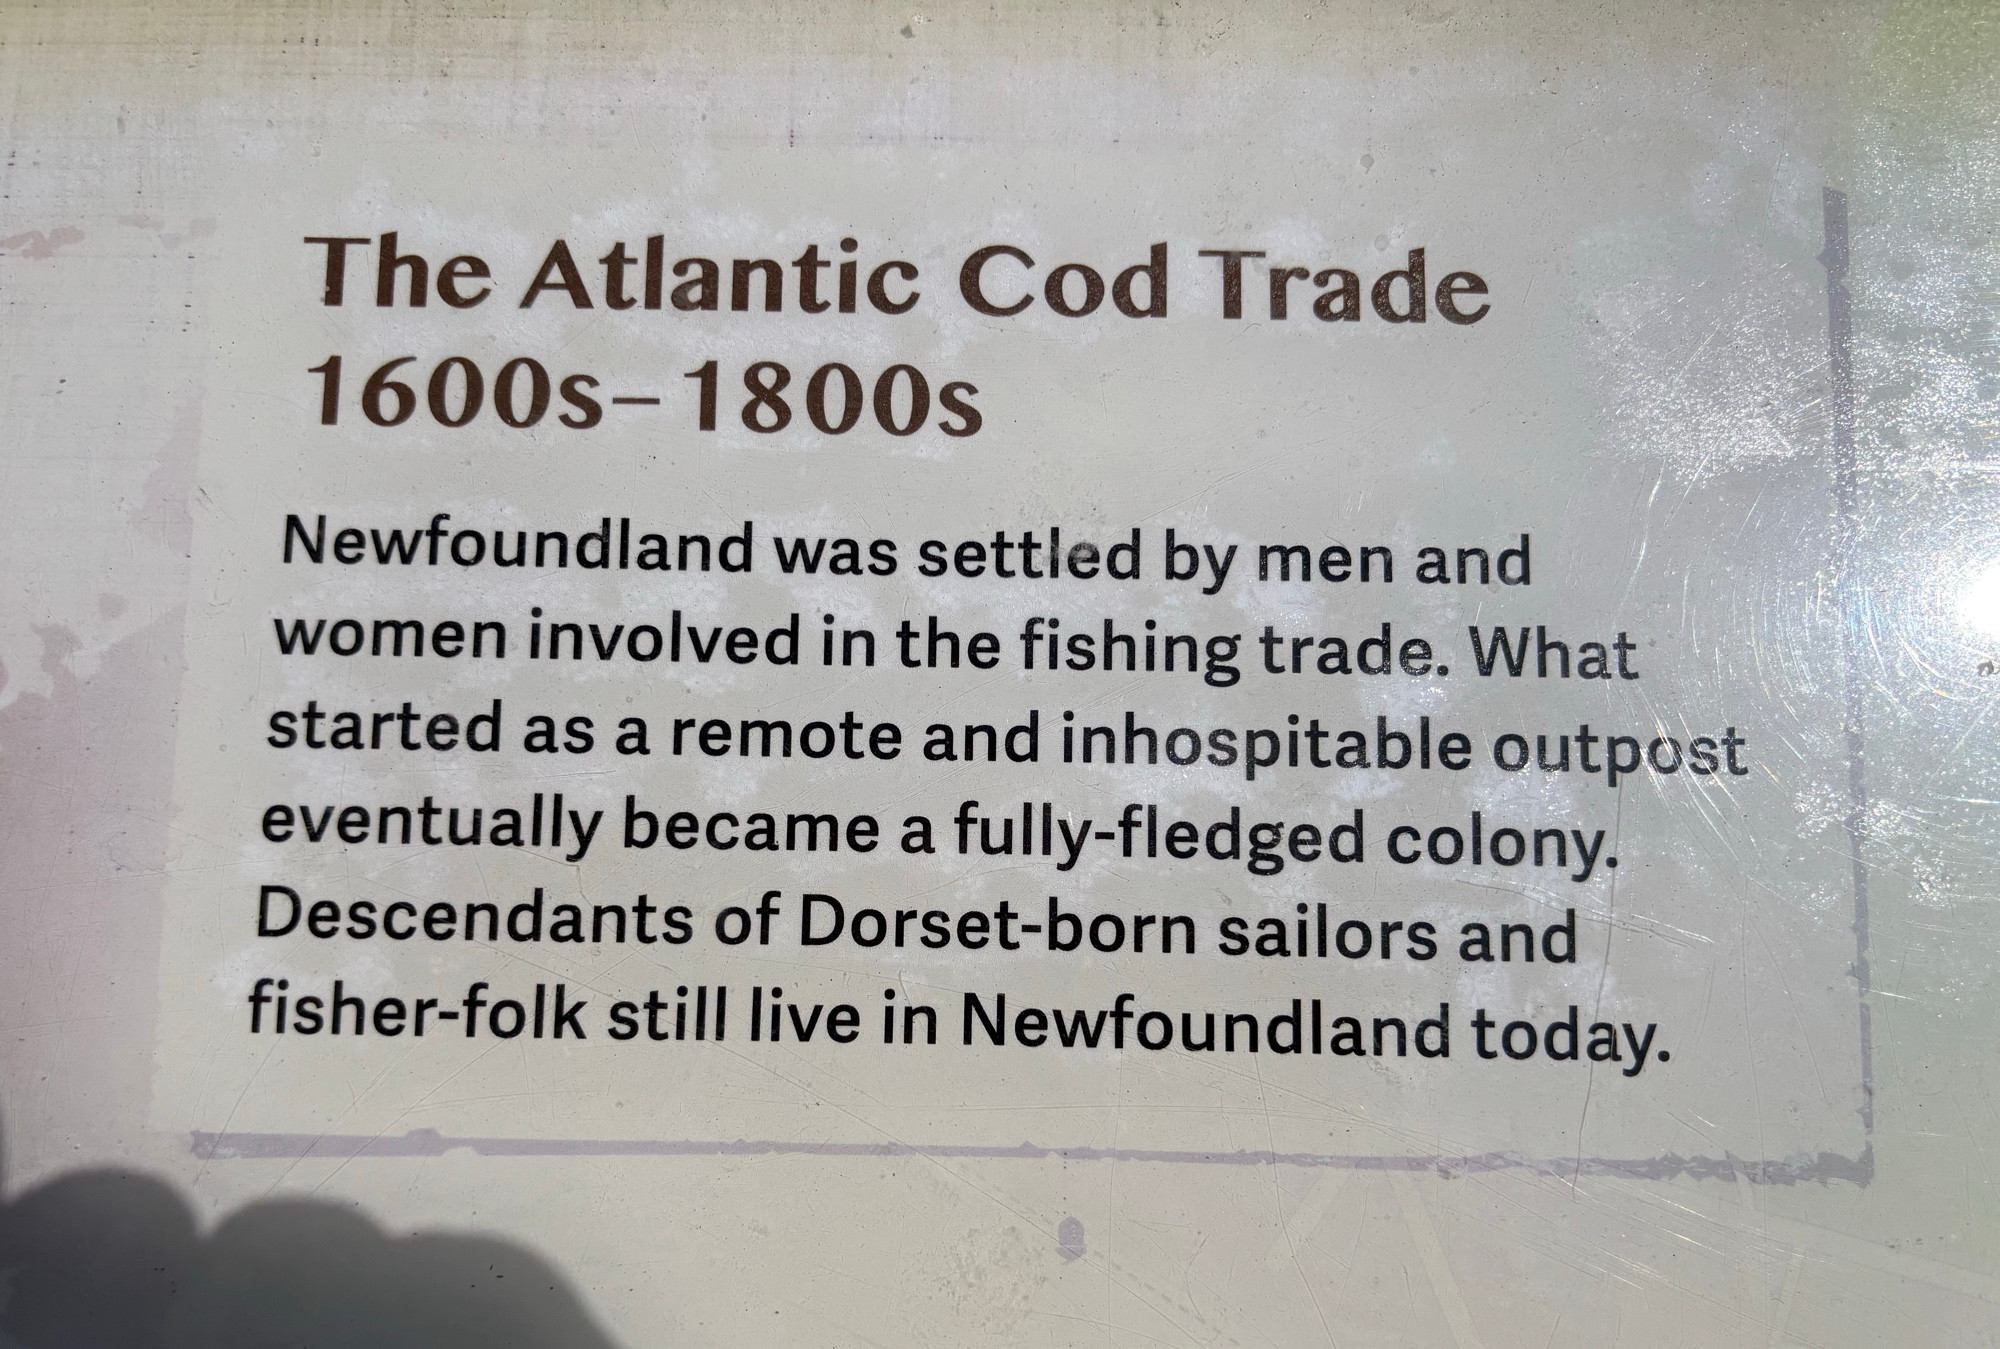 The Atlantic Cod Trade
1600s–1800s
Newfoundland was settled by men and
women involved in the fishing trade. What
started as a remote and inhospitable outpost
eventually became a fully-fledged colony.
Descendants of Dorset-born sailors and
fisher-folk still live in Newfoundland today.